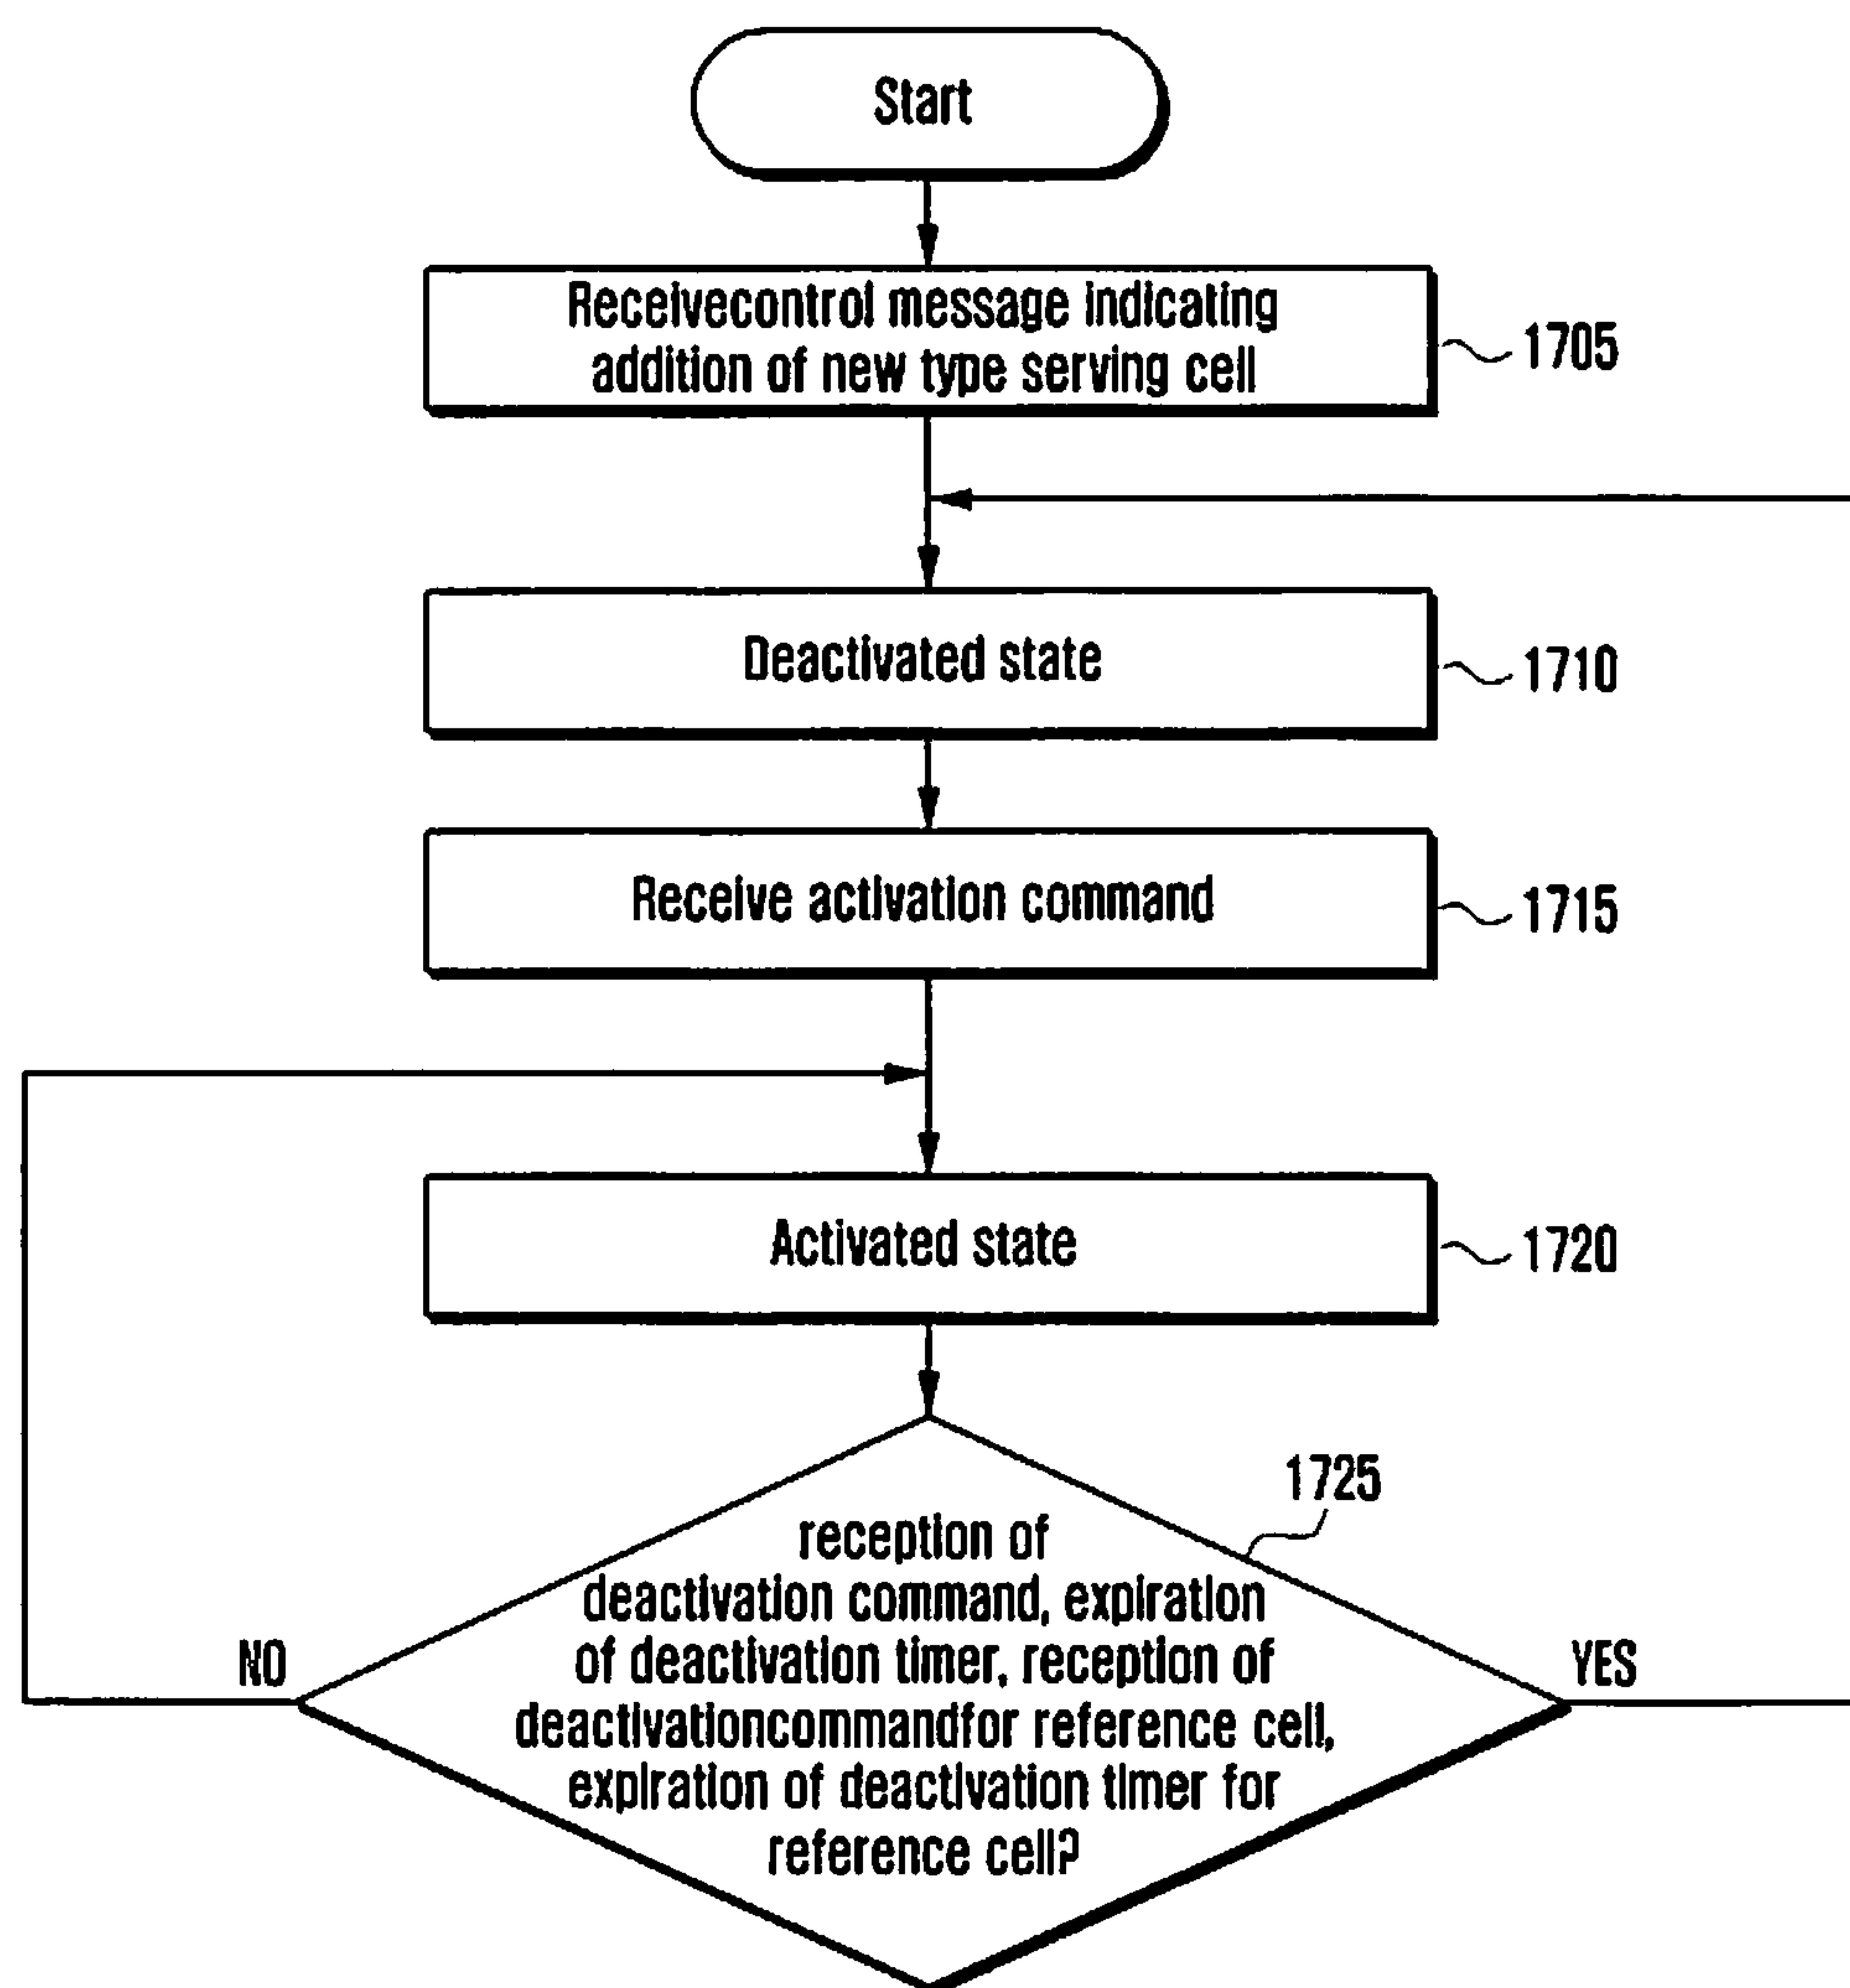 Start
Receivecontrol message indicating
addition of new type serving cell
1705
Deactivated state
1710
Receive activation command
1715
Activated state
1720
1725
reception of
deactivation command, expiration
of deactivation timer, reception of
deactivationcommandfor reference cell,
expiration of deactivation timer for
reference cell?
NO
YES